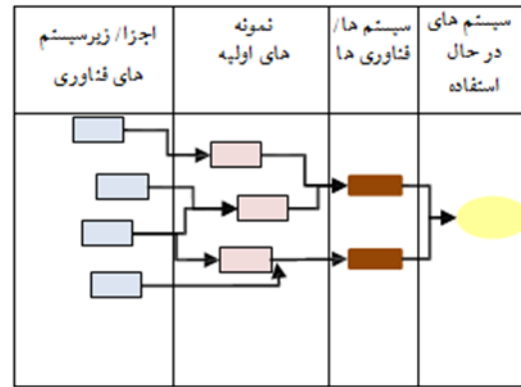 سیستم های
در حال
استفاده
سیستم ها/
فناوری ها
نمونه
های اولیه
اجزا/ زیرسیستم
های فناوری